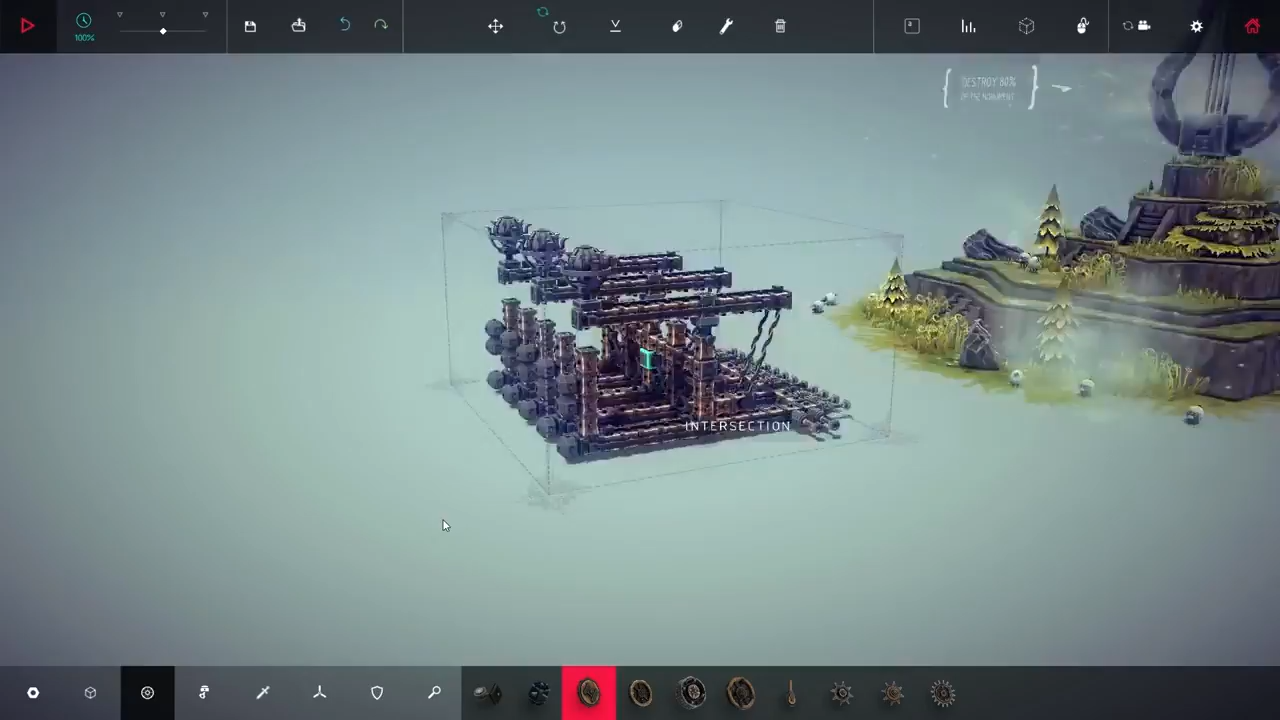 100%
DESTROY 80%
OF THE MONUMENT
INTERSECTION